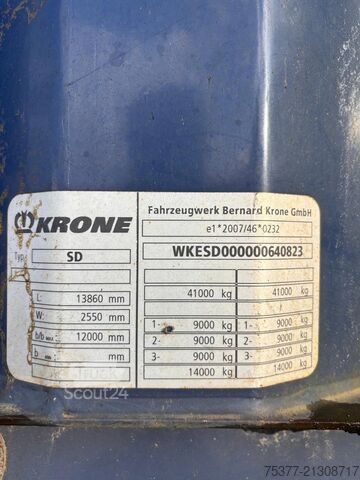 KRONE
Fahrzeugwerk Bernard Krone GmbH
e1*2007/46*0232
Typ SD
WKESD000000640823
L: 13860 mm
W: 2550 mm
12000 mm
b mm
41000 kg 41000 kg
1- 9000 kg 1- 9000 kg
2- 9000 kg 2- 9000 kg
3- 9000 kg 3- 9000 kg
14000 kg 14000 kg
TRUCK
Scout24
75377-21308717